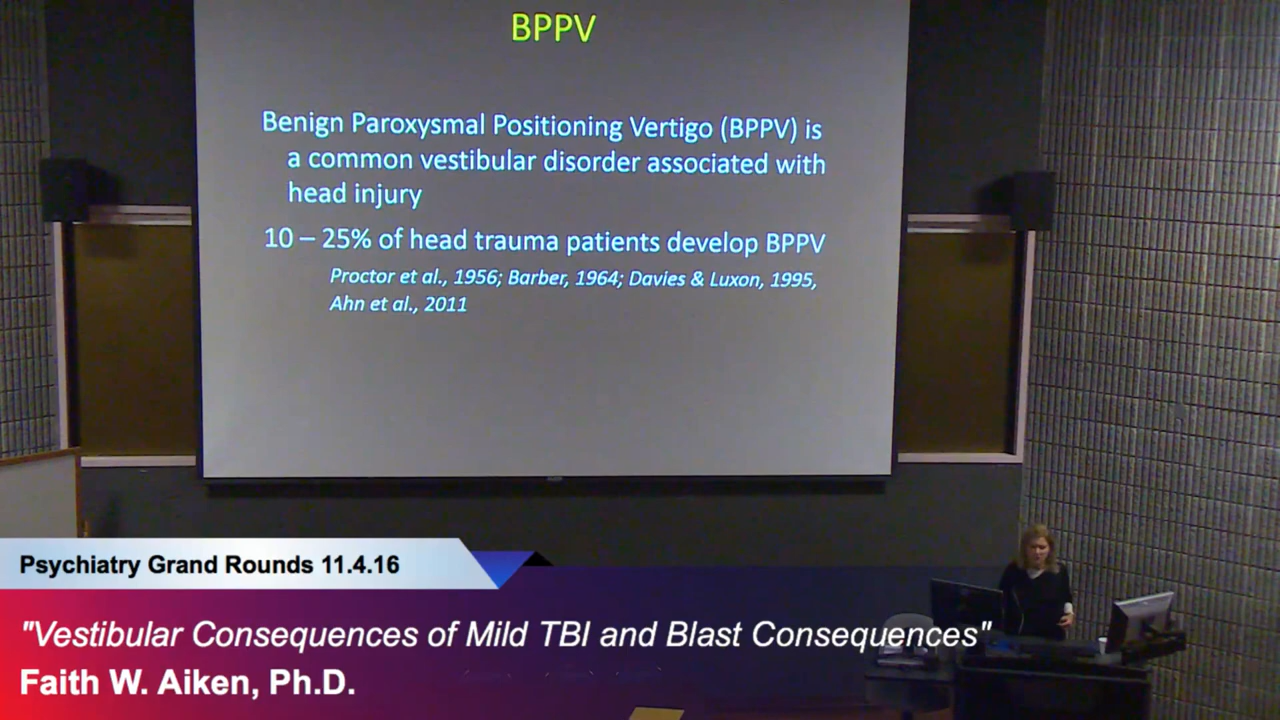 BPPV
Benign Paroxysmal Positioning Vertigo (BPPV) is
a common vestibular disorder associated with
head injury
10 – 25% of head trauma patients develop BPPV
Proctor et al., 1956; Barber, 1964; Davies & Luxon, 1995,
Ahn et al., 2011
Psychiatry Grand Rounds 11.4.16
"Vestibular Consequences of Mild TBI and Blast Consequences"
Faith W. Aiken, Ph.D.